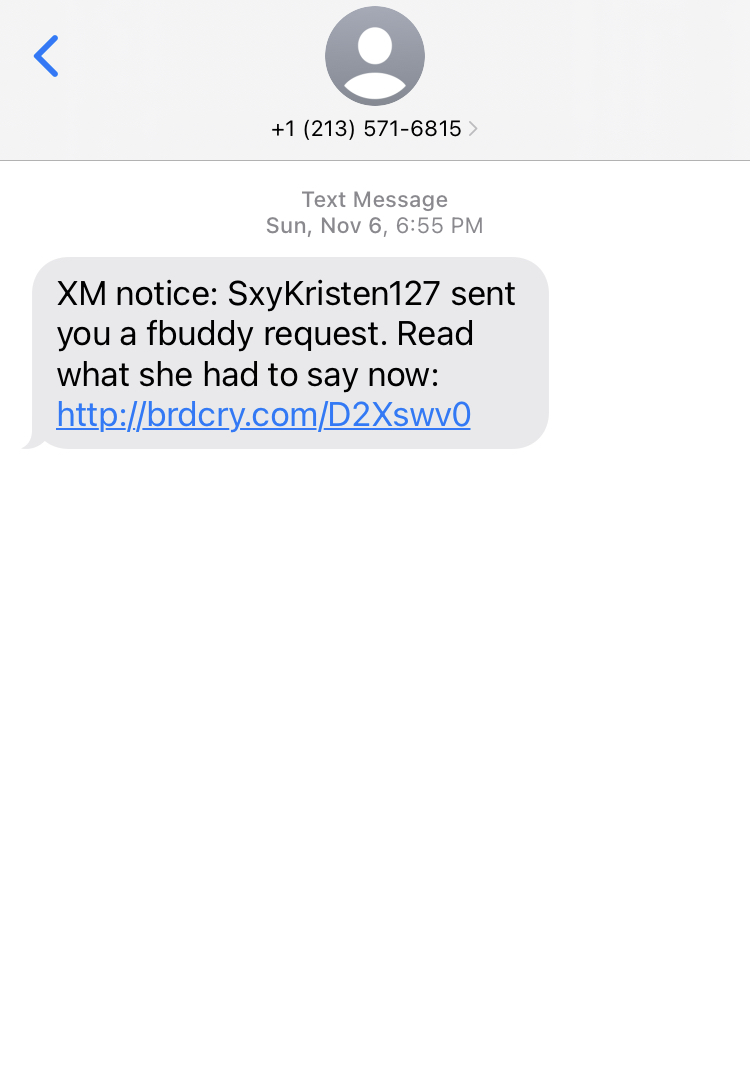 +1 (213) 571-6815
Text Message
Sun, Nov 6, 6:55 PM
XM notice: SxyKristen127 sent
you a fbuddy request. Read
what she had to say now:
http://brdcry.com/D2Xswv0